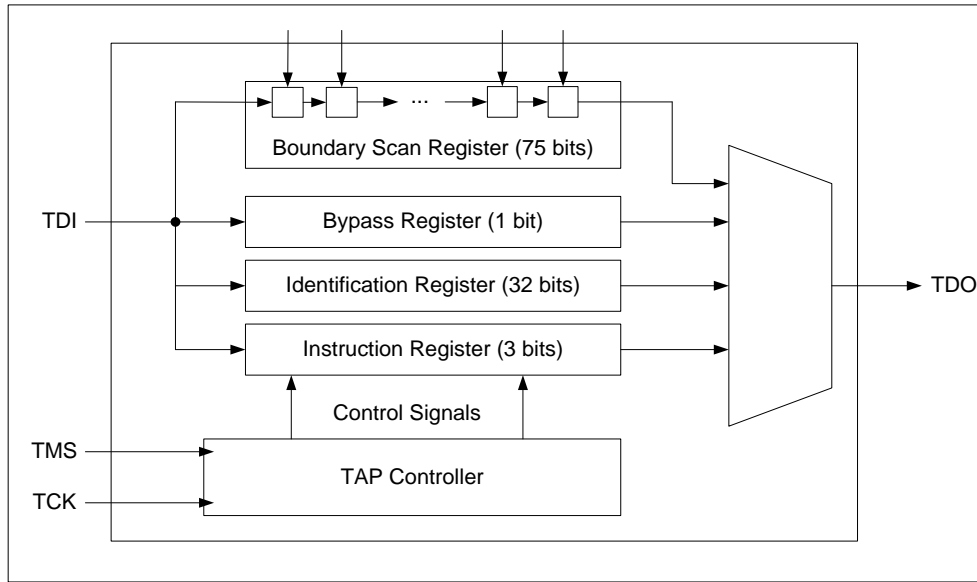 ...
Boundary Scan Register (75 bits)
TDI
Bypass Register (1 bit)
Identification Register (32 bits)
TDO
Instruction Register (3 bits)
Control Signals
TMS
TAP Controller
TCK